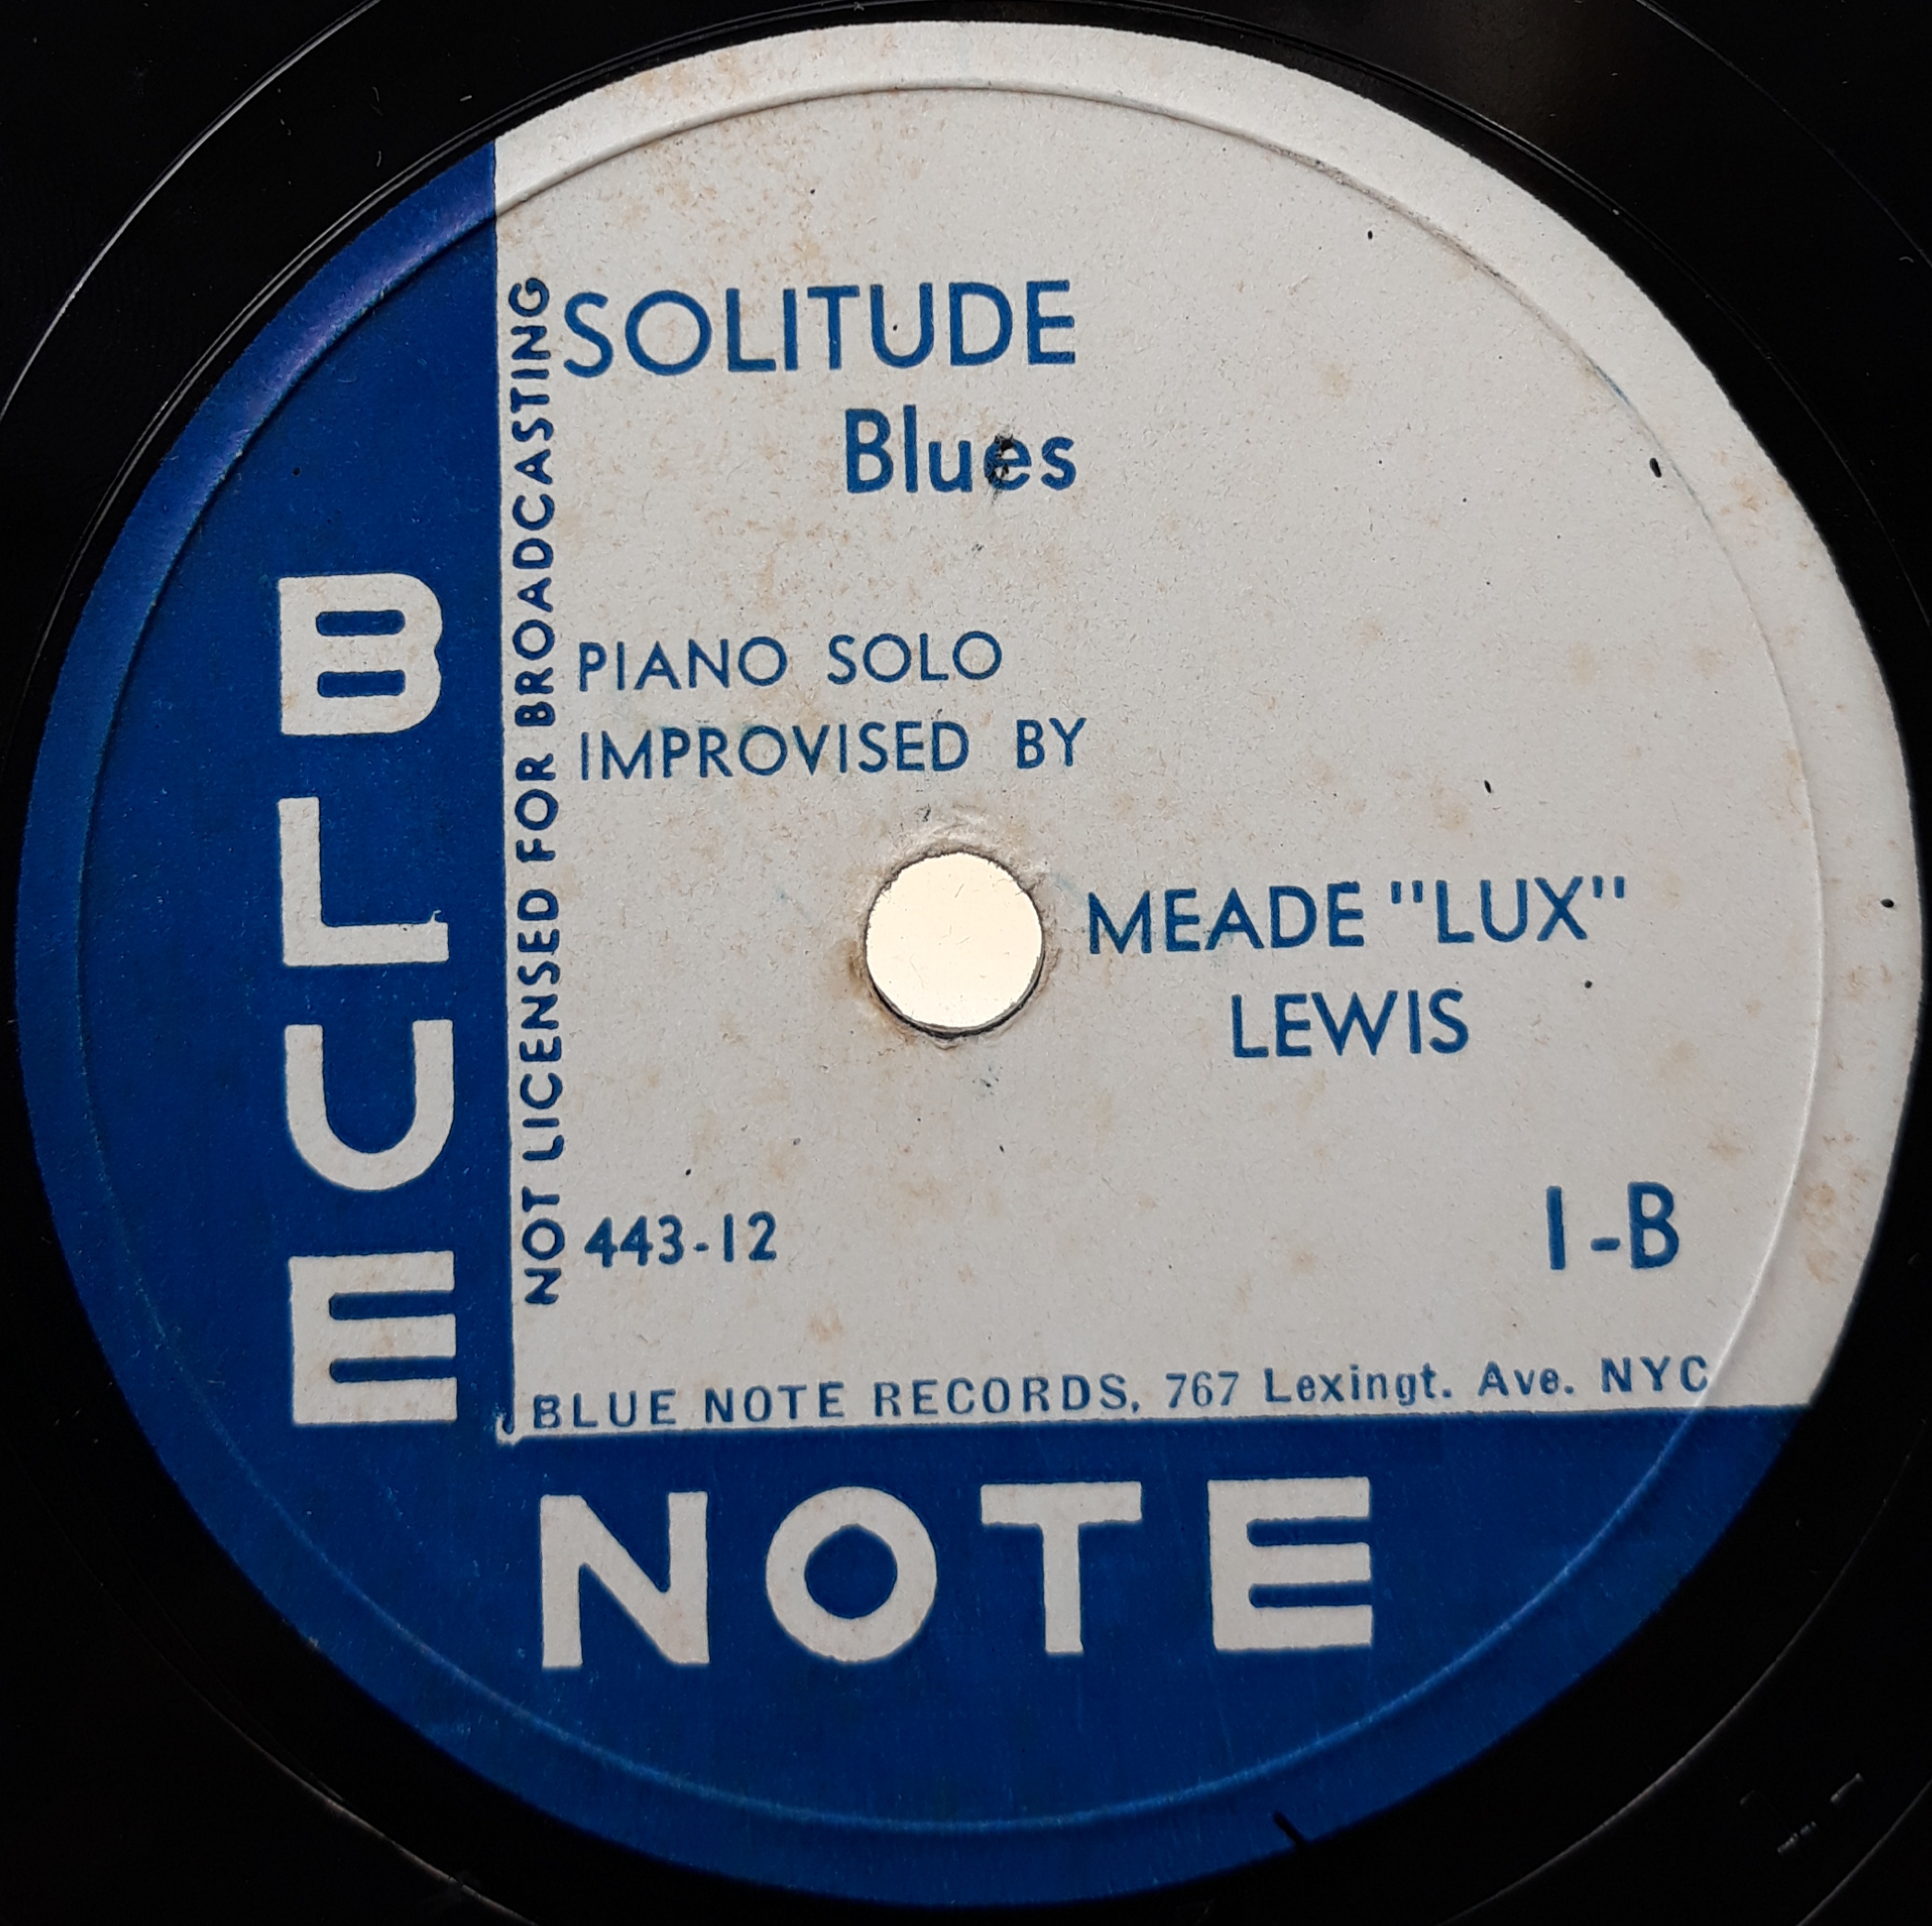 SOLITUDE
Blues
NOT LICENSED FOR BROADCASTING
PIANO SOLO
IMPROVISED BY
MEADE "LUX"
LEWIS
443-12
1-B
BLUE NOTE RECORDS, 767 Lexingt. Ave. NYC
BLUE
NOTE